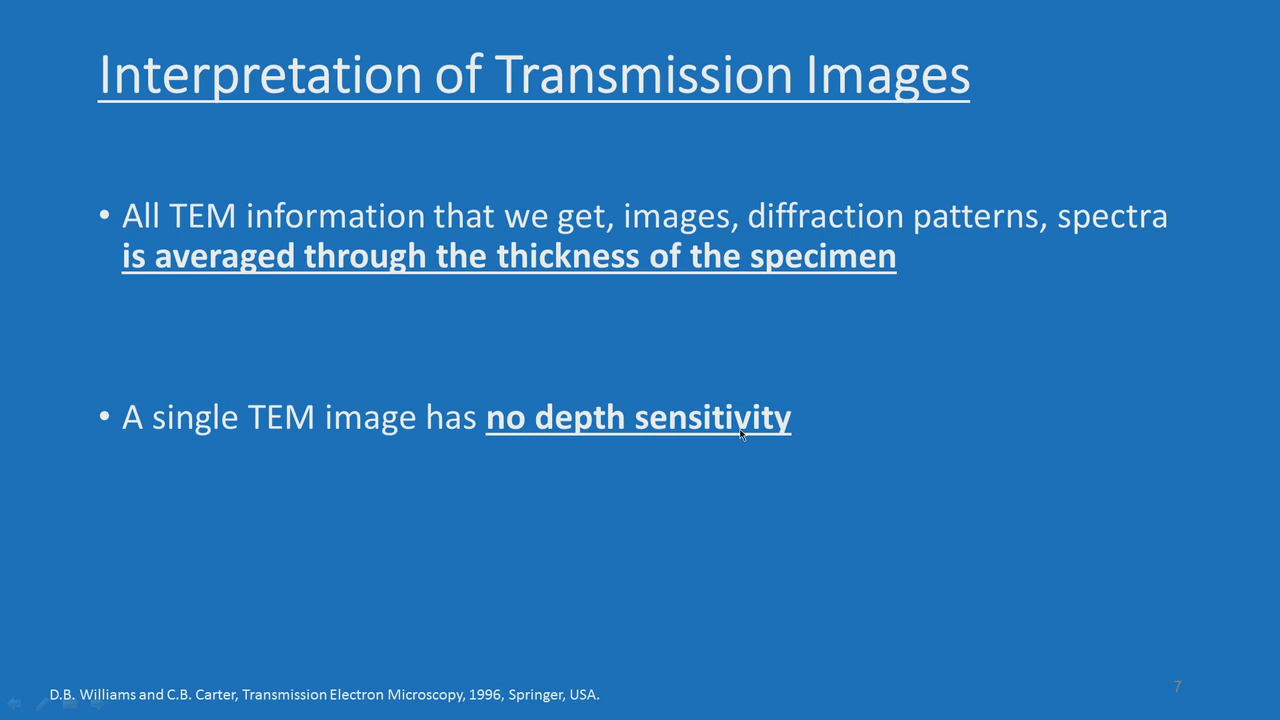 Interpretation of Transmission Images
• All TEM information that we get, images, diffraction patterns, spectra
is averaged through the thickness of the specimen
• A single TEM image has no depth sensitivity
D.B. Williams and C.B. Carter, Transmission Electron Microscopy, 1996, Springer, USA.
7